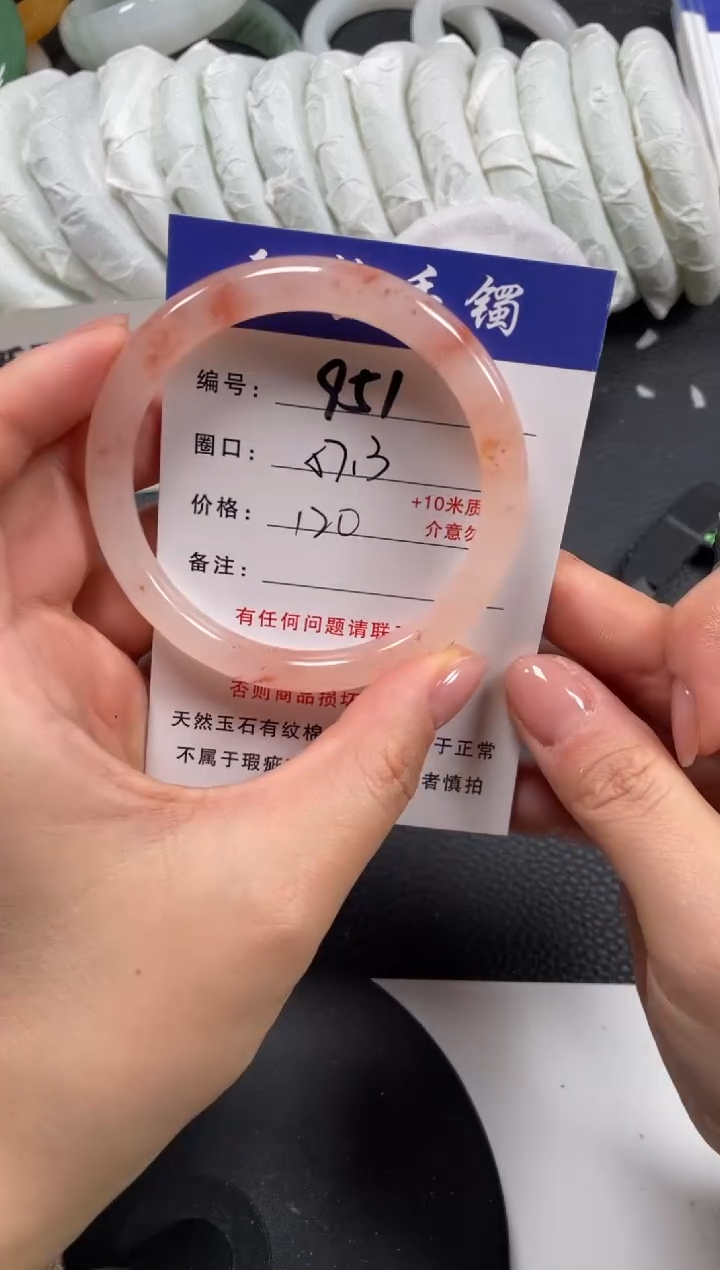 手镯
编号： 951
圈口： 57.3
价格： 120
+10米质
介意勿
备注：
有任何问题请联
否则商品损坏
天然玉石有纹棉 于正常
不属于瑕疵 者慎拍